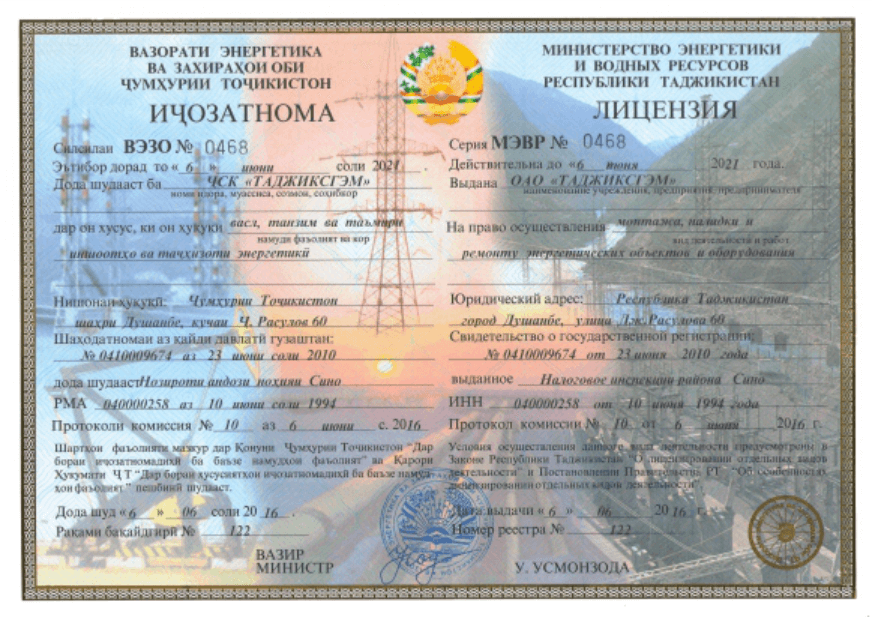 ВАЗОРАТИ ЭНЕРГЕТИКА
ВА ЗАХИРАҲОИ ОБИ
ҶУМҲУРИИ ТОҶИКИСТОН
ИҶОЗАТНОМА
Силсилаи ВЭЗО № 0468
Эътибор дорад то « 6 » июни соли 2021
Дода шудааст ба ҶСК «ТАДЖИКСГЭМ»
номи идора, муассиса, созмон, соҳибкор
дар он хусус, ки он хуқуқи васл, танзим ва таъмири
намуди фаъолият ва кор
иншоотҳо ва таҷҳизоти энергетикӣ
Нишонаи ҳуқуқӣ: Ҷумҳурии Тоҷикистон
шаҳри Душанбе, кучаи Ҷ. Расулов 60
Шаҳодатномаи аз қайди давлатӣ гузаштан:
№ 0410009674 аз 23 июни соли 2010
дода шудааст Нозироти андози ноҳияи Сино
РМА 040000258 аз 10 июни соли 1994
Протоколи комиссия № 10 аз 6 июни с. 2016
Шартҳои фаъолияти мазкур дар Қонуни Ҷумҳурии Тоҷикистон "Дар
бораи иҷозатномадиҳӣ ба баъзе намудҳои фаъолият" ва Қарори
Ҳукумати ҶТ "Дар бораи хусусиятҳои иҷозатномадиҳӣ ба баъзе намуд-
ҳои фаъолият" пешбинӣ шудааст.
Дода шуд « 6 » 06 соли 20 16 .
Рақами бақайдгирӣ № 122
ВАЗИР
МИНИСТР
МИНИСТЕРСТВО ЭНЕРГЕТИКИ
И ВОДНЫХ РЕСУРСОВ
РЕСПУБЛИКИ ТАДЖИКИСТАН
ЛИЦЕНЗИЯ
Серия МЭВР № 0468
Действительна до « 6 июня 2021 года.
Выдана ОАО «ТАДЖИКСГЭМ»
наименование учреждения, предприятия, предпринимателя
На право осуществления монтажа, наладки и
вид деятельности и работ
ремонту энергетических объектов и оборудования
Юридический адрес: Республика Таджикистан
город Душанбе, улица Дж.Расулова 60
Свидетельство о государственной регистрации:
№ 0410009674 от 23 июня 2010 года
выданное Налоговое инспекции района Сино
ИНН 040000258 от 10 июня 1994 года
Протокол комиссии № 10 от 6 июня 2016 г.
Условия осуществления данного вида деятельности предусмотрены в
Законе Республики Таджикистан "О лицензировании отдельных видов
деятельности" и Постановлении Правительства РТ "Об особенностях
лицензирования отдельных видов деятельности".
Дата выдачи « 6 » 06 20 16 г.
Номер реестра № 122
У. УСМОНЗОДА